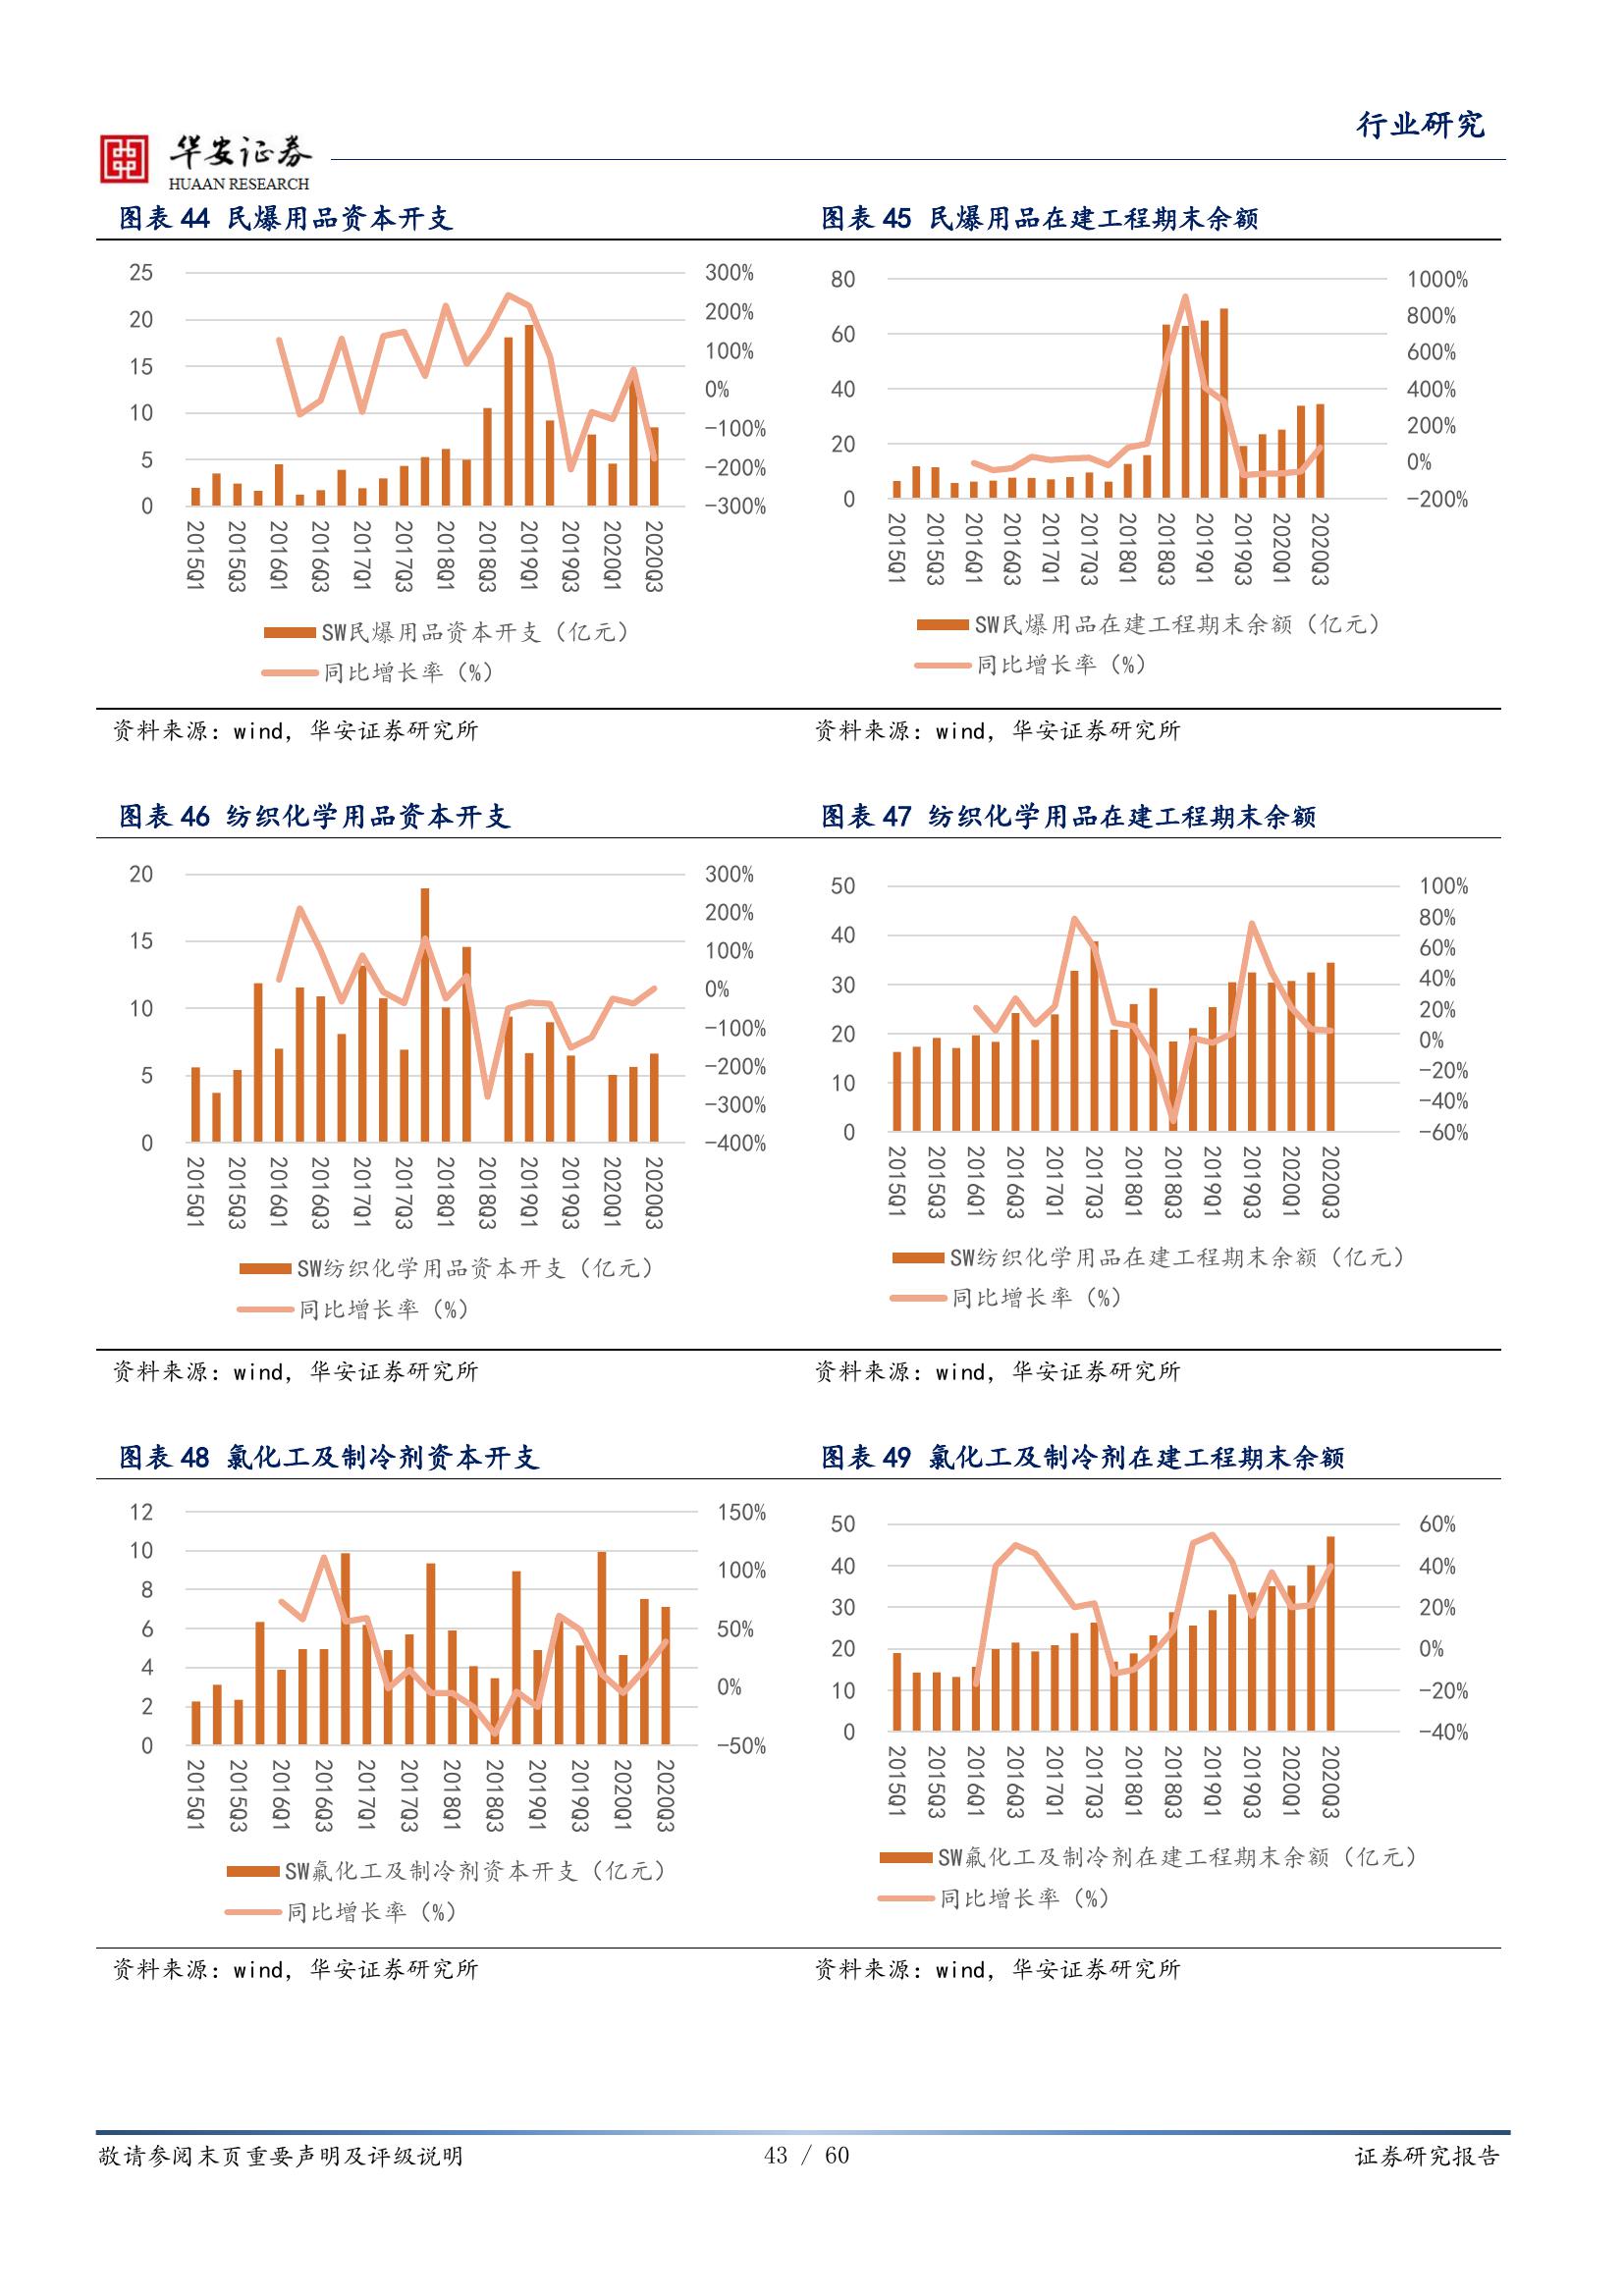 行业研究
华安证券
HUAAN RESEARCH
图表 44 民爆用品资本开支
25
20
15
10
5
0
300%
200%
100%
0%
-100%
-200%
-300%
2015Q1
2015Q3
2016Q1
2016Q3
2017Q1
2017Q3
2018Q1
2018Q3
2019Q1
2019Q3
2020Q1
2020Q3
SW民爆用品资本开支（亿元）
同比增长率（%）
资料来源：wind，华安证券研究所
图表 45 民爆用品在建工程期末余额
80
60
40
20
0
1000%
800%
600%
400%
200%
0%
-200%
2015Q1
2015Q3
2016Q1
2016Q3
2017Q1
2017Q3
2018Q1
2018Q3
2019Q1
2019Q3
2020Q1
2020Q3
SW民爆用品在建工程期末余额（亿元）
同比增长率（%）
资料来源：wind，华安证券研究所
图表 46 纺织化学用品资本开支
20
15
10
5
0
300%
200%
100%
0%
-100%
-200%
-300%
-400%
2015Q1
2015Q3
2016Q1
2016Q3
2017Q1
2017Q3
2018Q1
2018Q3
2019Q1
2019Q3
2020Q1
2020Q3
SW纺织化学用品资本开支（亿元）
同比增长率（%）
资料来源：wind，华安证券研究所
图表 47 纺织化学用品在建工程期末余额
50
40
30
20
10
0
100%
80%
60%
40%
20%
0%
-20%
-40%
-60%
2015Q1
2015Q3
2016Q1
2016Q3
2017Q1
2017Q3
2018Q1
2018Q3
2019Q1
2019Q3
2020Q1
2020Q3
SW纺织化学用品在建工程期末余额（亿元）
同比增长率（%）
资料来源：wind，华安证券研究所
图表 48 氯化工及制冷剂资本开支
12
10
8
6
4
2
0
150%
100%
50%
0%
-50%
2015Q1
2015Q3
2016Q1
2016Q3
2017Q1
2017Q3
2018Q1
2018Q3
2019Q1
2019Q3
2020Q1
2020Q3
SW氟化工及制冷剂资本开支（亿元）
同比增长率（%）
资料来源：wind，华安证券研究所
图表 49 氯化工及制冷剂在建工程期末余额
50
40
30
20
10
0
60%
40%
20%
0%
-20%
-40%
2015Q1
2015Q3
2016Q1
2016Q3
2017Q1
2017Q3
2018Q1
2018Q3
2019Q1
2019Q3
2020Q1
2020Q3
SW氟化工及制冷剂在建工程期末余额（亿元）
同比增长率（%）
资料来源：wind，华安证券研究所
敬请参阅末页重要声明及评级说明
43 / 60
证券研究报告